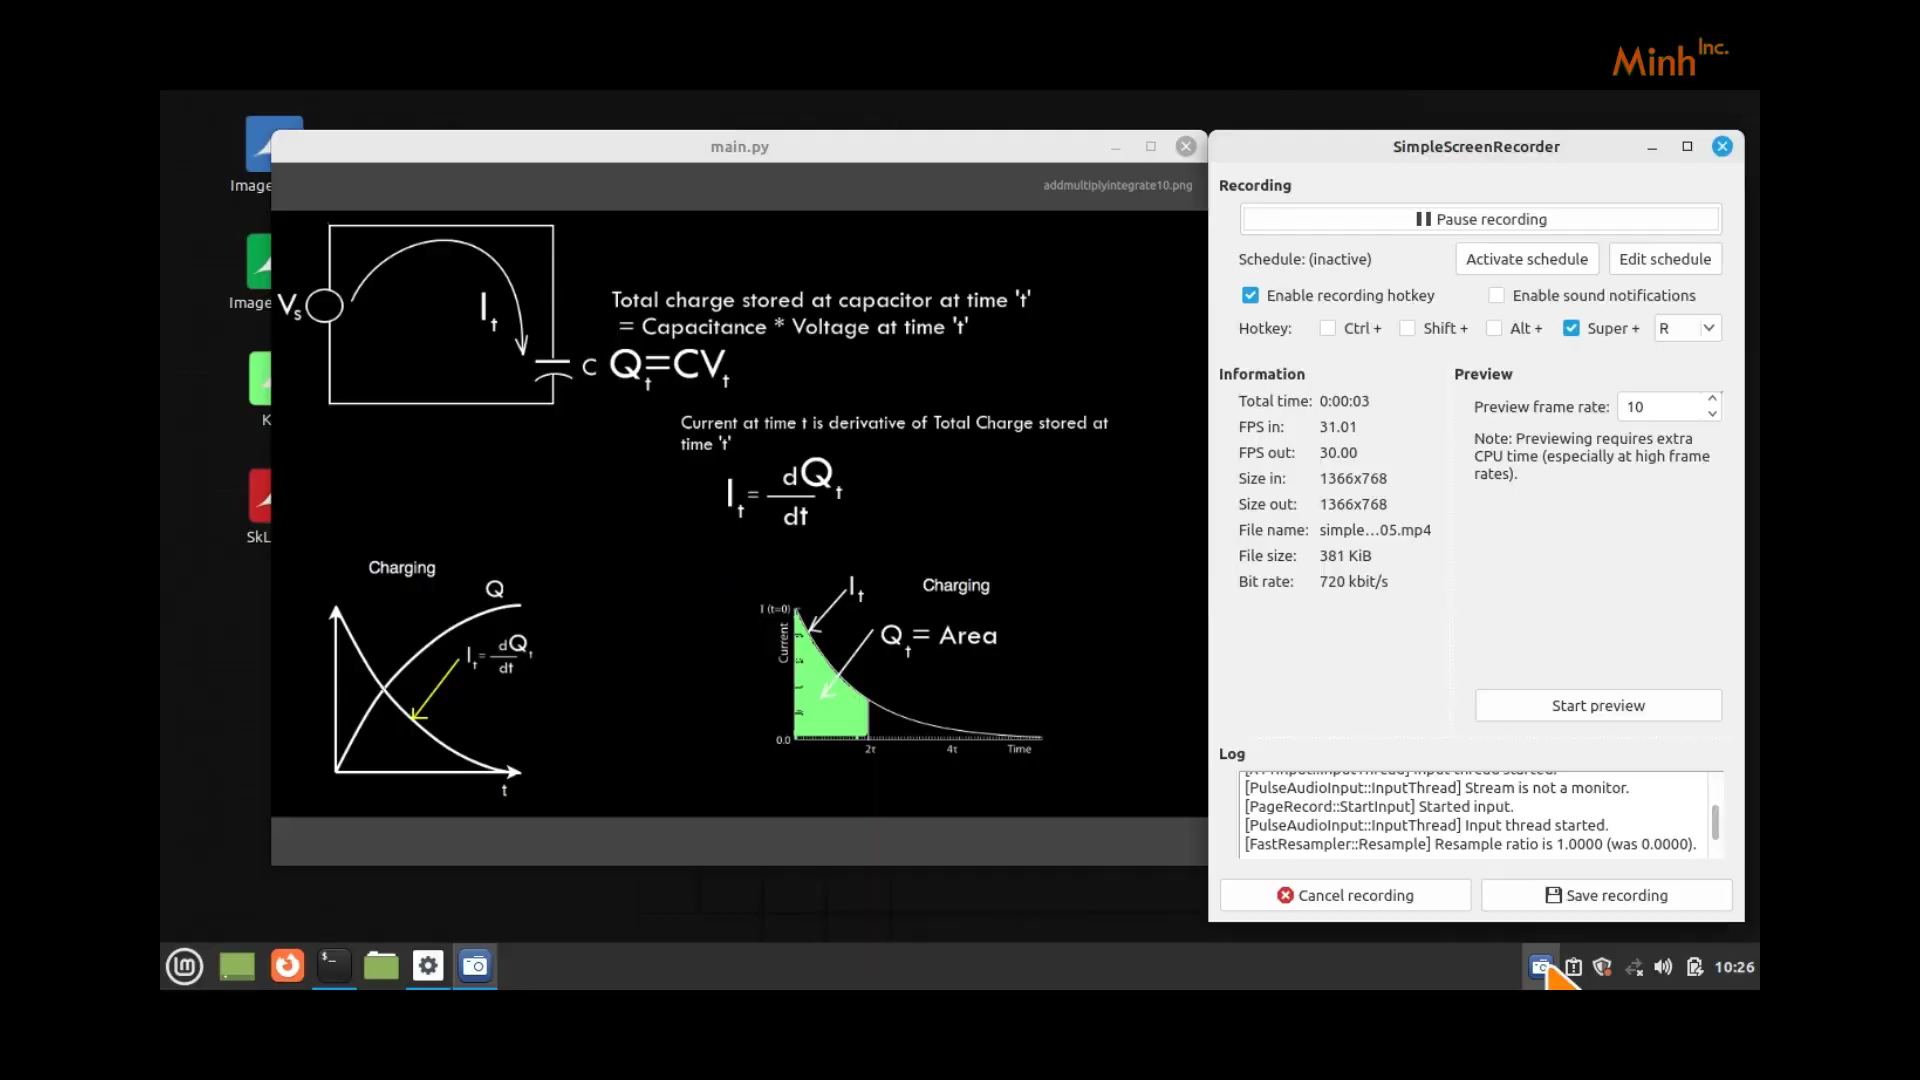 Minh Inc.
Image
Image
K
SkL
main.py
addmultiplyintegrate10.png
Vs
It
C
Total charge stored at capacitor at time 't'
= Capacitance * Voltage at time 't'
Qt=CVt
Current at time t is derivative of Total Charge stored at
time 't'
It = dQt
dt
Charging
Q
It = dQt
dt
t
It
Charging
I (t=0)
Current
Qt = Area
0.0
2τ
4τ
Time
SimpleScreenRecorder
Recording
Pause recording
Schedule: (inactive)
Activate schedule
Edit schedule
Enable recording hotkey
Enable sound notifications
Hotkey:
Ctrl +
Shift +
Alt +
Super +
R
Information
Total time: 0:00:03
FPS in: 31.01
FPS out: 30.00
Size in: 1366x768
Size out: 1366x768
File name: simple...05.mp4
File size: 381 KiB
Bit rate: 720 kbit/s
Preview
Preview frame rate: 10
Note: Previewing requires extra
CPU time (especially at high frame
rates).
Start preview
Log
[PulseAudioInput::InputThread] Stream is not a monitor.
[PageRecord::StartInput] Started input.
[PulseAudioInput::InputThread] Input thread started.
[FastResampler::Resample] Resample ratio is 1.0000 (was 0.0000).
Cancel recording
Save recording
10:26